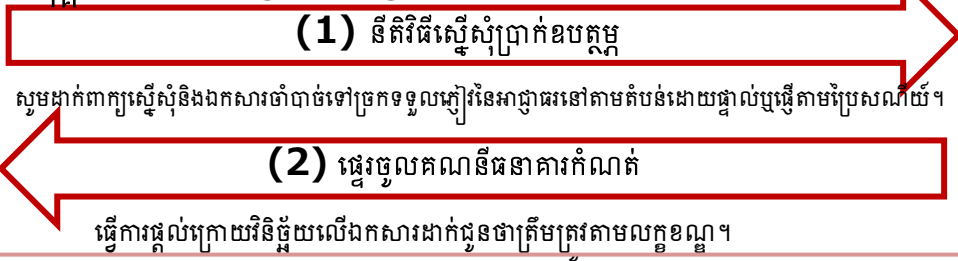 (1) នីតិវិធីស្នើសុំប្រាក់ឧបត្ថម្ភ
សូមដាក់ពាក្យស្នើសុំនិងឯកសារចាំបាច់ទៅច្រកទទួលភ្ញៀវនៃអាជ្ញាធរនៅតាមតំបន់ដោយផ្ទាល់ឬផ្ញើតាមប្រៃសណីយ៍។
(2) ផ្ទេរចូលគណនីធនាគារកំណត់
ធ្វើការផ្តល់ក្រោយវិនិច្ឆ័យលើឯកសារដាក់ជូនថាត្រឹមត្រូវតាមលក្ខខណ្ឌ។